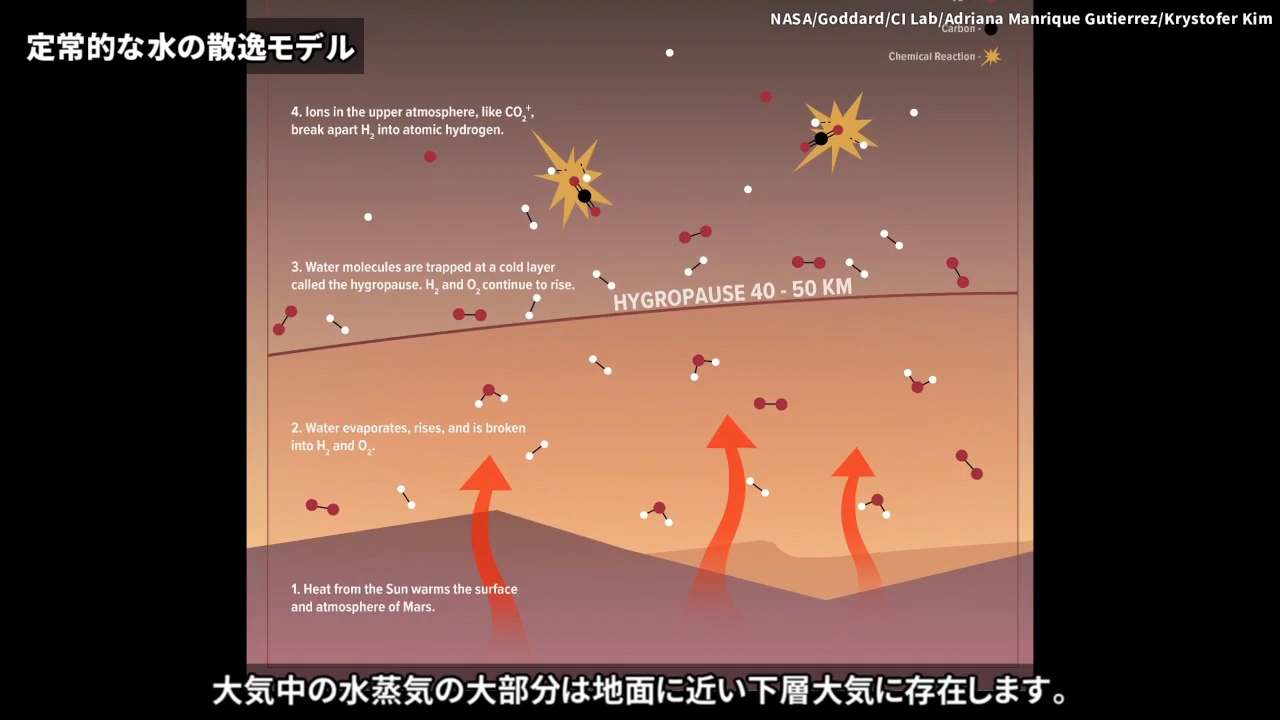 NASA/Goddard/CI Lab/Adriana Manrique Gutierrez/Krystofer Kim
定常的な水の散逸モデル
Carbon -
Chemical Reaction -
4. Ions in the upper atmosphere, like CO₂⁺,
break apart H₂ into atomic hydrogen.
3. Water molecules are trapped at a cold layer
called the hygropause. H₂ and O₂ continue to rise.
HYGROPAUSE 40 - 50 KM
2. Water evaporates, rises, and is broken
into H₂ and O₂.
1. Heat from the Sun warms the surface
and atmosphere of Mars.
大気中の水蒸気の大部分は地面に近い下層大気に存在します。